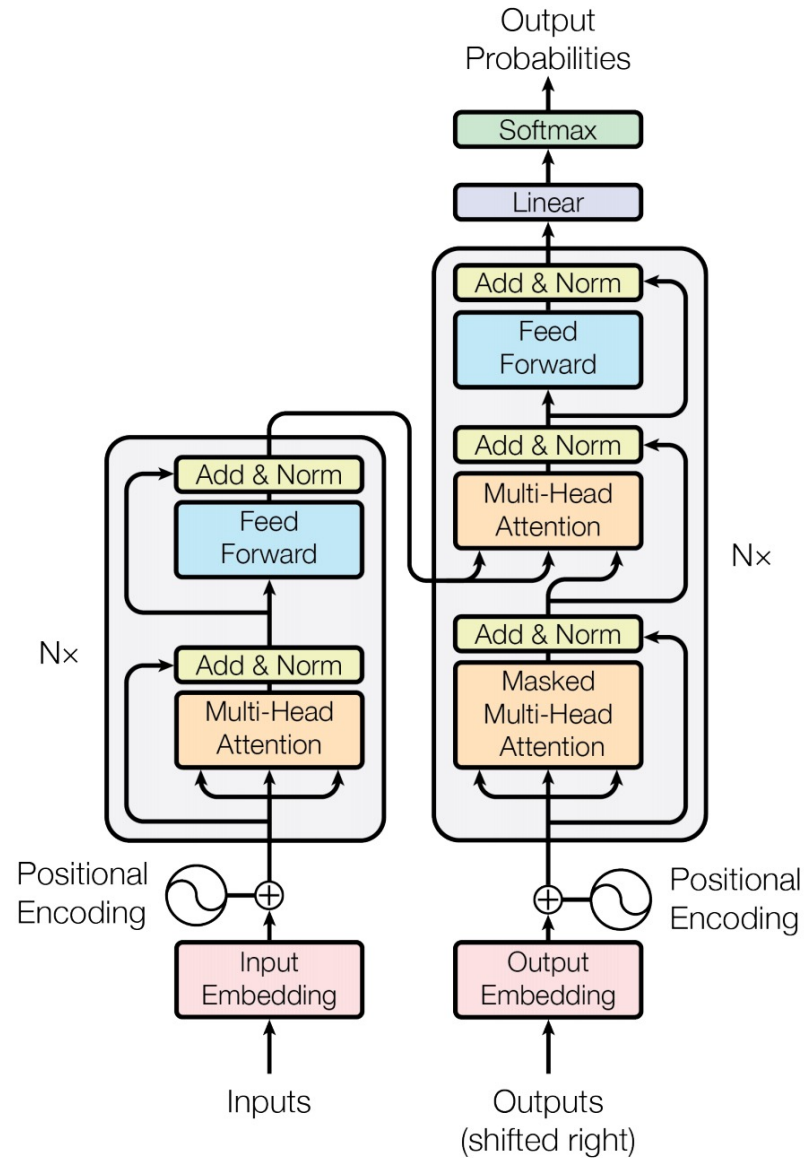 Output
Probabilities
Softmax
Linear
Add & Norm
Feed
Forward
Add & Norm
Multi-Head
Attention
Add & Norm
Masked
Multi-Head
Attention
N×
Add & Norm
Feed
Forward
Add & Norm
Multi-Head
Attention
N×
Positional
Encoding
Positional
Encoding
Input
Embedding
Output
Embedding
Inputs
Outputs
(shifted right)